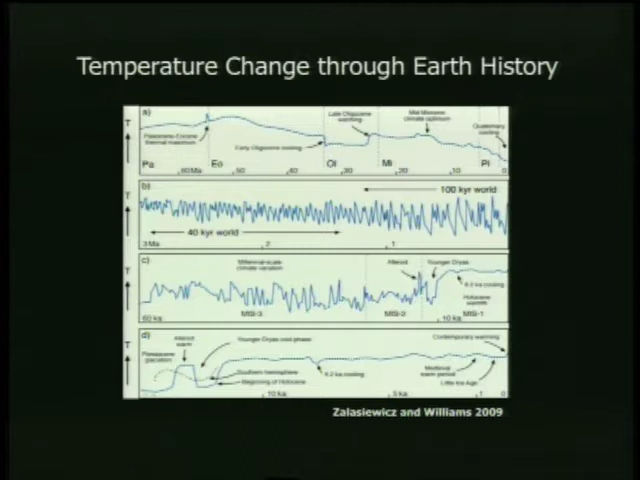 Temperature Change through Earth History
a)
T
Palaeocene-Eocene
thermal maximum
Early Oligocene cooling
Late Oligocene
warming
Mid Miocene
climate optimum
Quaternary
cooling
Pa
Eo
Ol
Mi
Pl
60 Ma
50
40
30
20
10
0
b)
T
100 kyr world
40 kyr world
3 Ma
2
1
c)
T
Millennial-scale
climate variation
Allerød
Younger Dryas
8.2 ka cooling
Holocene
warmth
60 ka
MIS-3
MIS-2
10 ka
MIS-1
d)
T
Pleistocene
glaciation
Allerød
warm
Younger Dryas cold phase
Southern hemisphere
Beginning of Holocene
8.2 ka cooling
Contemporary warming
Medieval
warm period
Little Ice Age
10 ka
5 ka
1
0
Zalasiewicz and Williams 2009